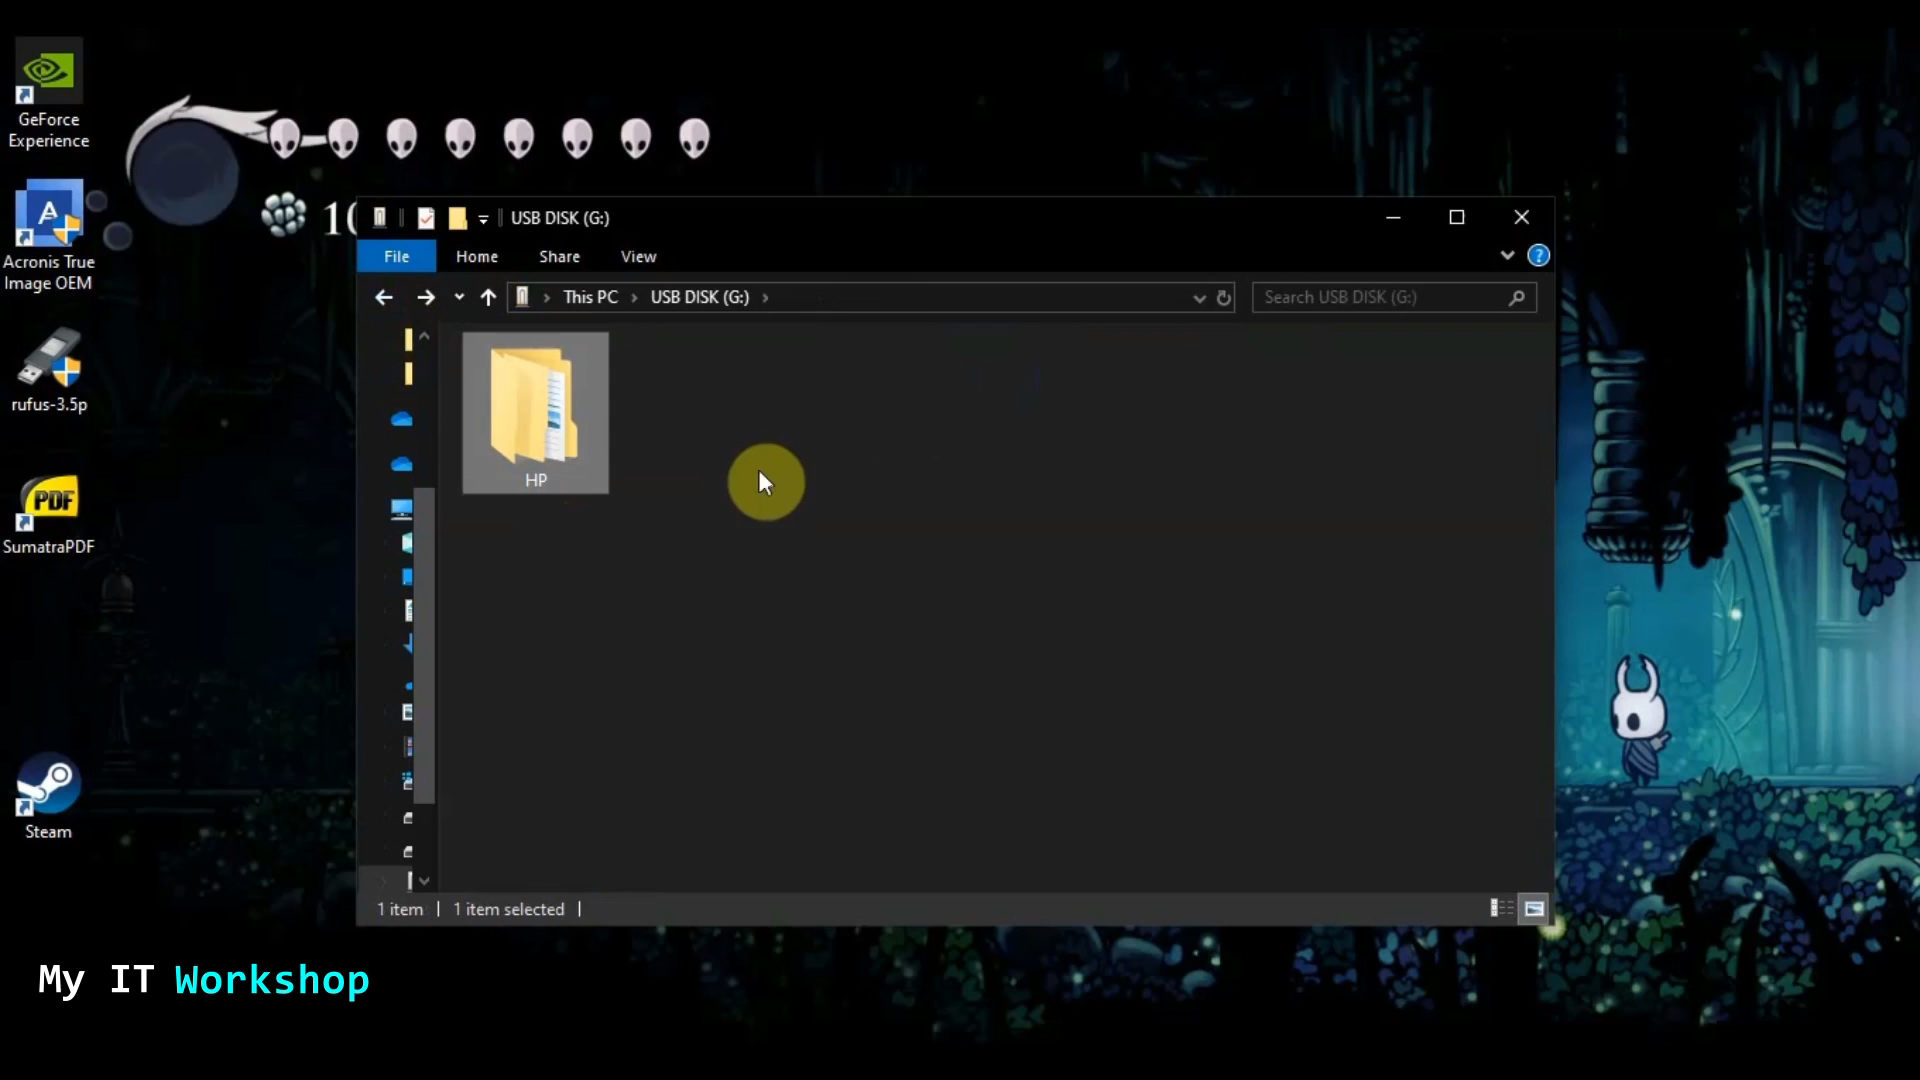 GeForce
Experience
Acronis True
Image OEM
rufus-3.5p
PDF
SumatraPDF
Steam
10
USB DISK (G:)
File
Home
Share
View
?
This PC
USB DISK (G:)
Search USB DISK (G:)
HP
1 item
1 item selected
My IT Workshop